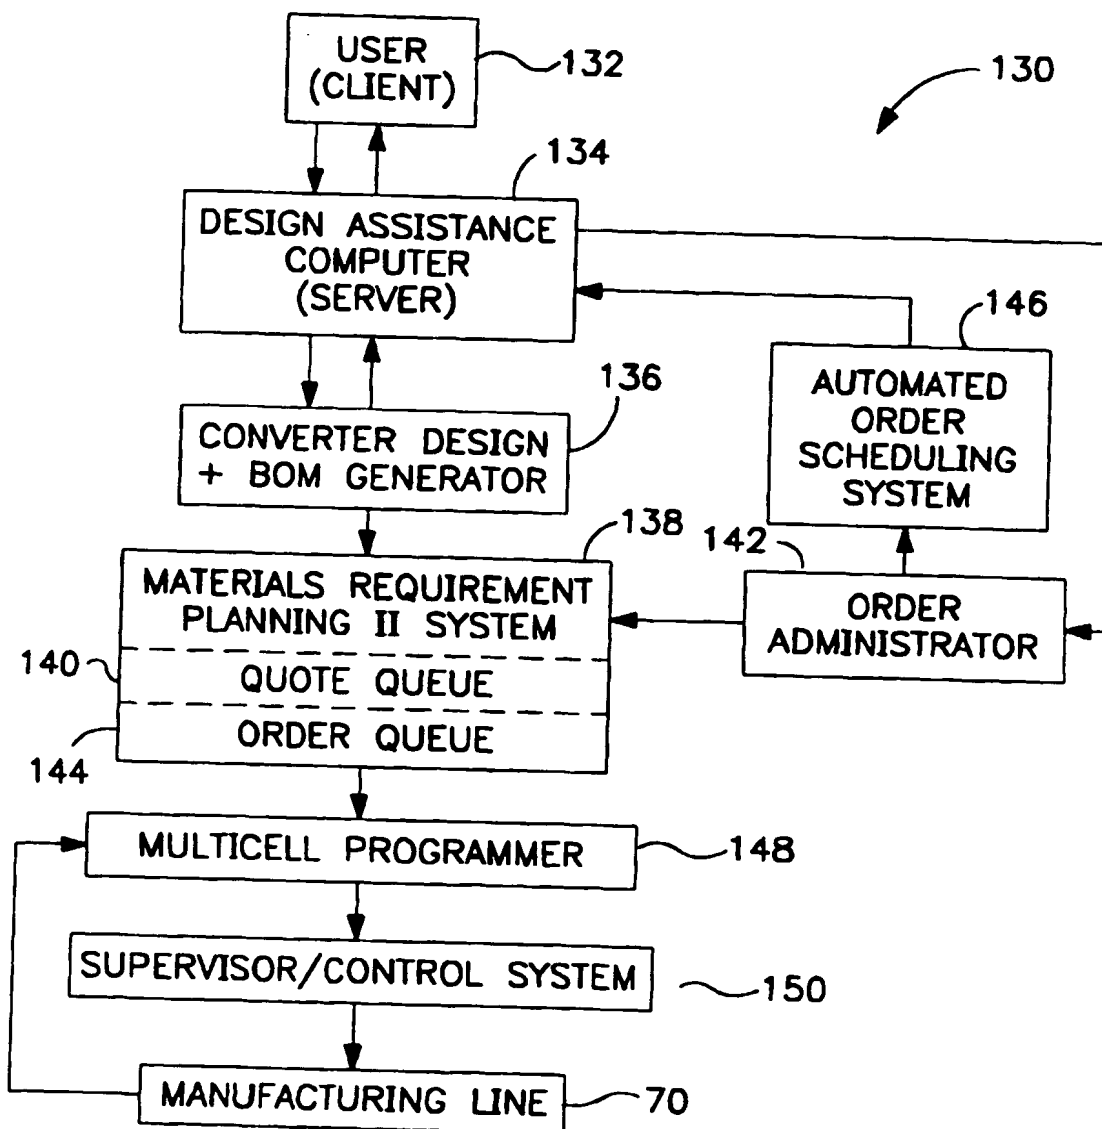 USER
(CLIENT)
132
130
134
DESIGN ASSISTANCE
COMPUTER
(SERVER)
146
AUTOMATED
ORDER
SCHEDULING
SYSTEM
136
CONVERTER DESIGN
+ BOM GENERATOR
138
142
MATERIALS REQUIREMENT
PLANNING II SYSTEM
ORDER
ADMINISTRATOR
140
QUOTE QUEUE
ORDER QUEUE
144
MULTICELL PROGRAMMER
148
SUPERVISOR/CONTROL SYSTEM
150
MANUFACTURING LINE
70